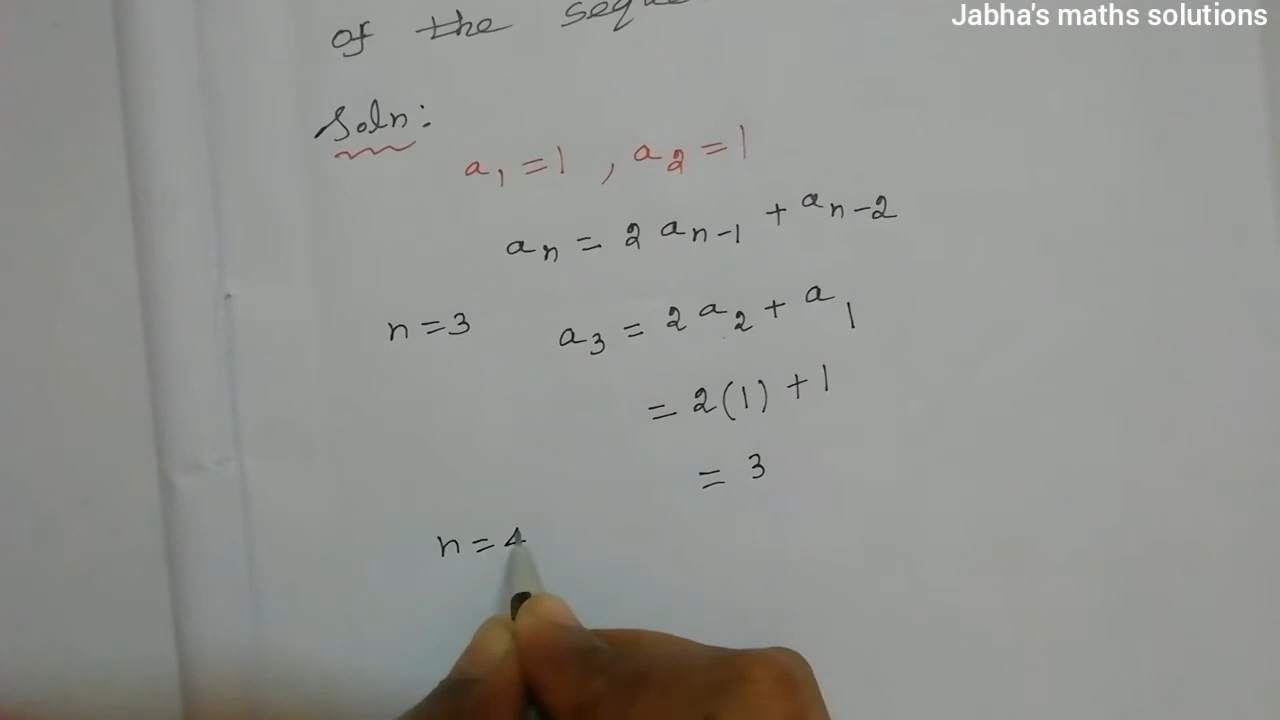 Jabha's maths solutions
of the
Soln:
a₁ = 1 , a₂ = 1
aₙ = 2 aₙ₋₁ + aₙ₋₂
n = 3 a₃ = 2 a₂ + a₁
= 2(1) + 1
= 3
n = 4